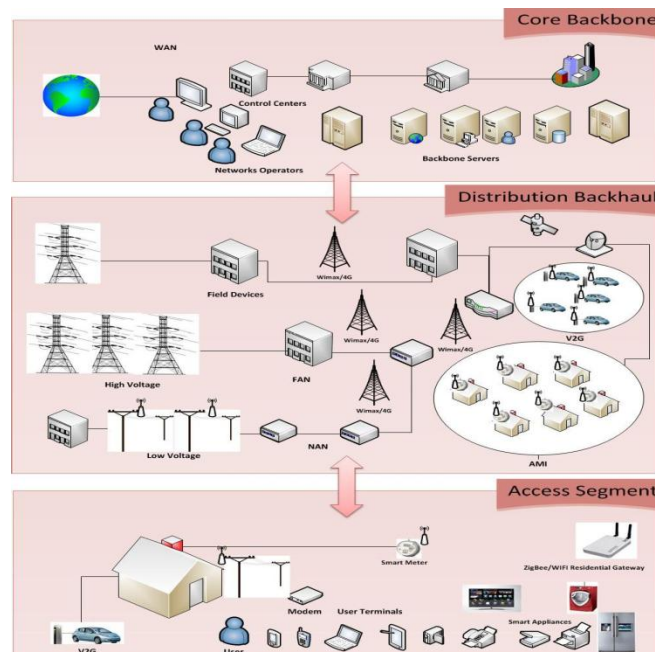 Core Backbone
WAN
Control Centers
Networks Operators
Backbone Servers
Distribution Backhaul
Wimax/4G
Field Devices
Wimax/4G
Wimax/4G
V2G
High Voltage
FAN
Wimax/4G
Low Voltage
NAN
AMI
Access Segment
Smart Meter
ZigBee/WIFI Residential Gateway
Modem
User Terminals
Smart Appliances
V2G
User